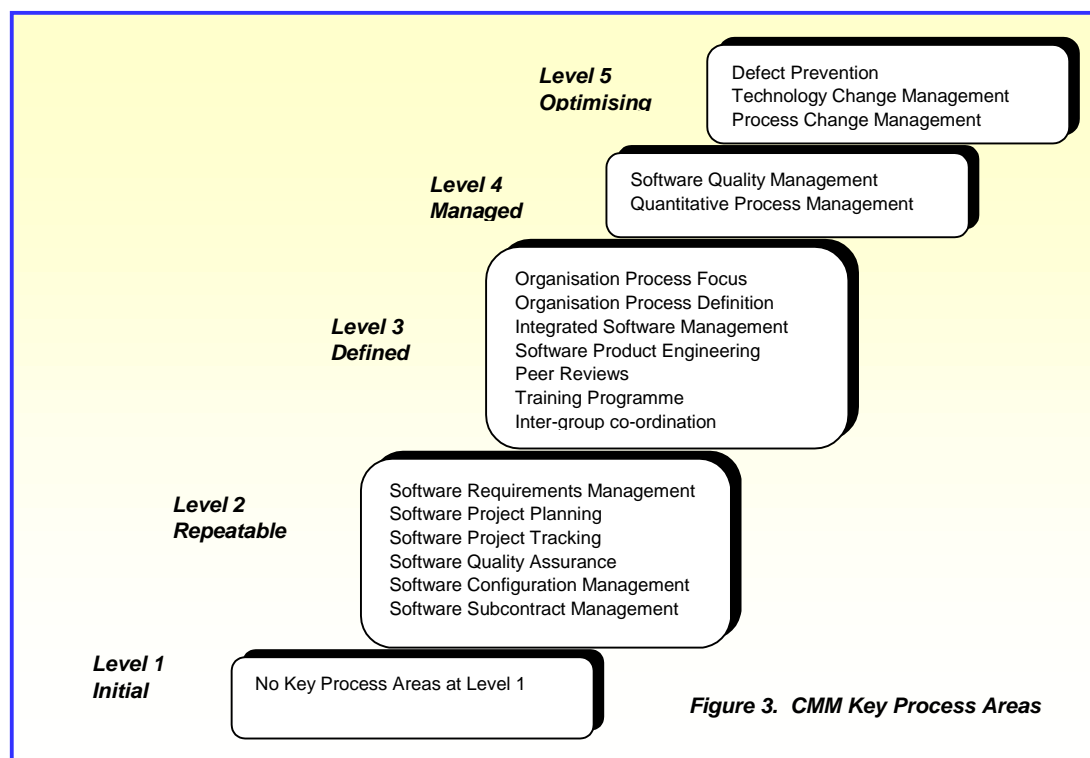 Level 5
Optimising
Defect Prevention
Technology Change Management
Process Change Management
Level 4
Managed
Software Quality Management
Quantitative Process Management
Level 3
Defined
Organisation Process Focus
Organisation Process Definition
Integrated Software Management
Software Product Engineering
Peer Reviews
Training Programme
Inter-group co-ordination
Level 2
Repeatable
Software Requirements Management
Software Project Planning
Software Project Tracking
Software Quality Assurance
Software Configuration Management
Software Subcontract Management
Level 1
Initial
No Key Process Areas at Level 1
Figure 3. CMM Key Process Areas